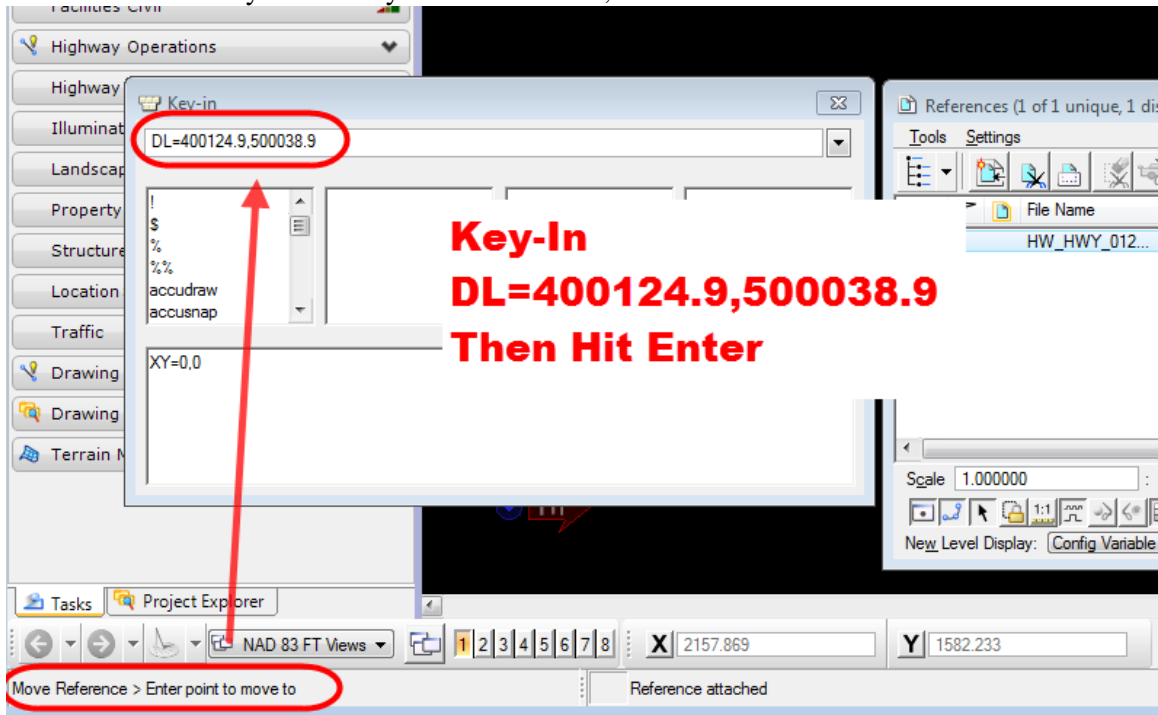 Highway Operations
Highway
Illuminat
Landscap
Property
Structure
Location
Traffic
Drawing
Drawing
Terrain M
Tasks
Project Explorer
Key-in
DL=400124.9,500038.9
!
$
%
%%
accudraw
accusnap
XY=0,0
Key-In
DL=400124.9,500038.9
Then Hit Enter
References (1 of 1 unique, 1 dis
Tools Settings
File Name
HW_HWY_012...
Scale 1.000000 :
1:1
New Level Display: Config Variable
NAD 83 FT Views
1 2 3 4 5 6 7 8
X 2157.869
Y 1582.233
Move Reference > Enter point to move to
Reference attached